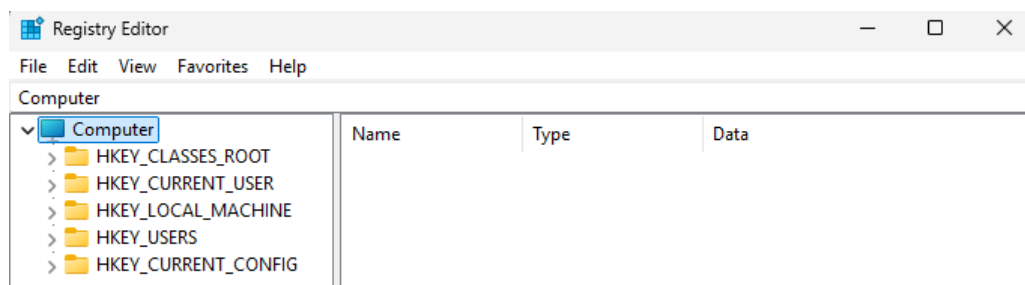 Registry Editor
File Edit View Favorites Help
Computer
Computer
HKEY_CLASSES_ROOT
HKEY_CURRENT_USER
HKEY_LOCAL_MACHINE
HKEY_USERS
HKEY_CURRENT_CONFIG
Name Type Data